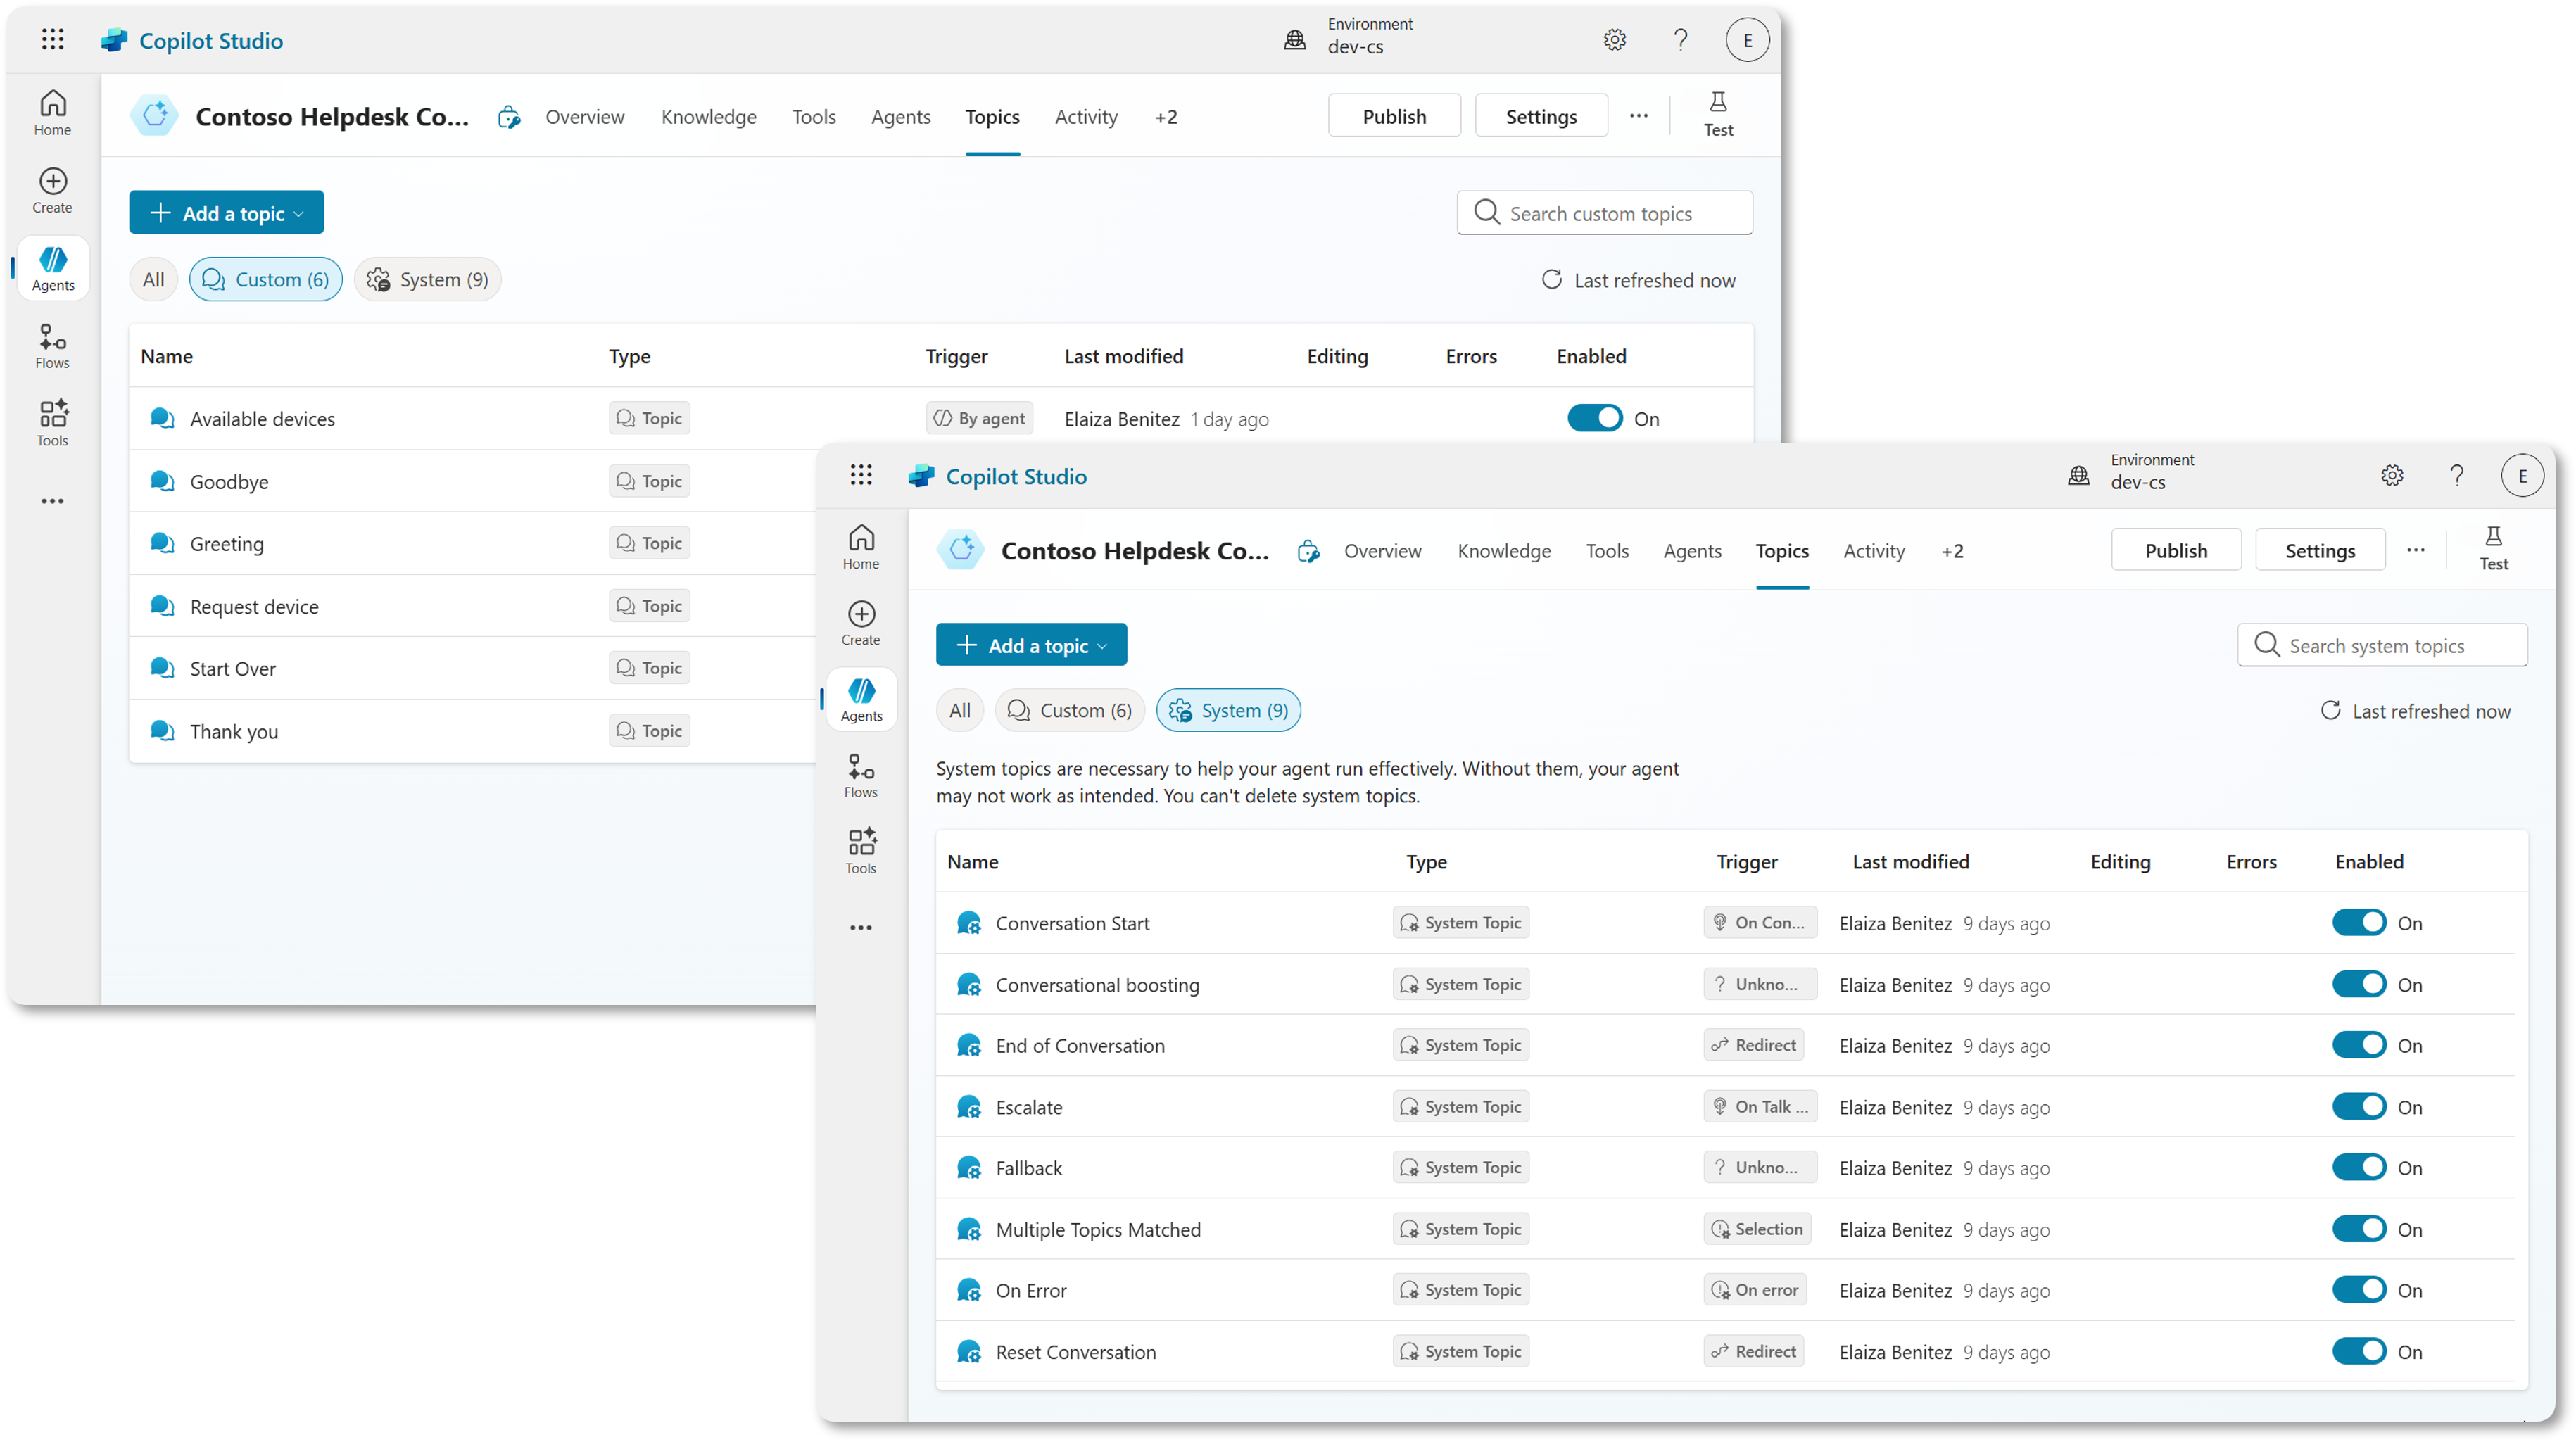 Copilot Studio
Environment
dev-cs
?
E
Home
Create
Agents
Flows
Tools
Contoso Helpdesk Co...
Overview
Knowledge
Tools
Agents
Topics
Activity
+2
Publish
Settings
...
Test
+ Add a topic
Search custom topics
All
Custom (6)
System (9)
Last refreshed now
Name Type Trigger Last modified Editing Errors Enabled
Available devices Topic By agent Elaiza Benitez 1 day ago On
Goodbye Topic
Greeting Topic
Request device Topic
Start Over Topic
Thank you Topic
Copilot Studio
Environment
dev-cs
?
E
Home
Create
Agents
Flows
Tools
Contoso Helpdesk Co...
Overview
Knowledge
Tools
Agents
Topics
Activity
+2
Publish
Settings
...
Test
+ Add a topic
Search system topics
All
Custom (6)
System (9)
Last refreshed now
System topics are necessary to help your agent run effectively. Without them, your agent
may not work as intended. You can't delete system topics.
Name Type Trigger Last modified Editing Errors Enabled
Conversation Start System Topic On Con... Elaiza Benitez 9 days ago On
Conversational boosting System Topic ? Unkno... Elaiza Benitez 9 days ago On
End of Conversation System Topic Redirect Elaiza Benitez 9 days ago On
Escalate System Topic On Talk ... Elaiza Benitez 9 days ago On
Fallback System Topic ? Unkno... Elaiza Benitez 9 days ago On
Multiple Topics Matched System Topic Selection Elaiza Benitez 9 days ago On
On Error System Topic On error Elaiza Benitez 9 days ago On
Reset Conversation System Topic Redirect Elaiza Benitez 9 days ago On